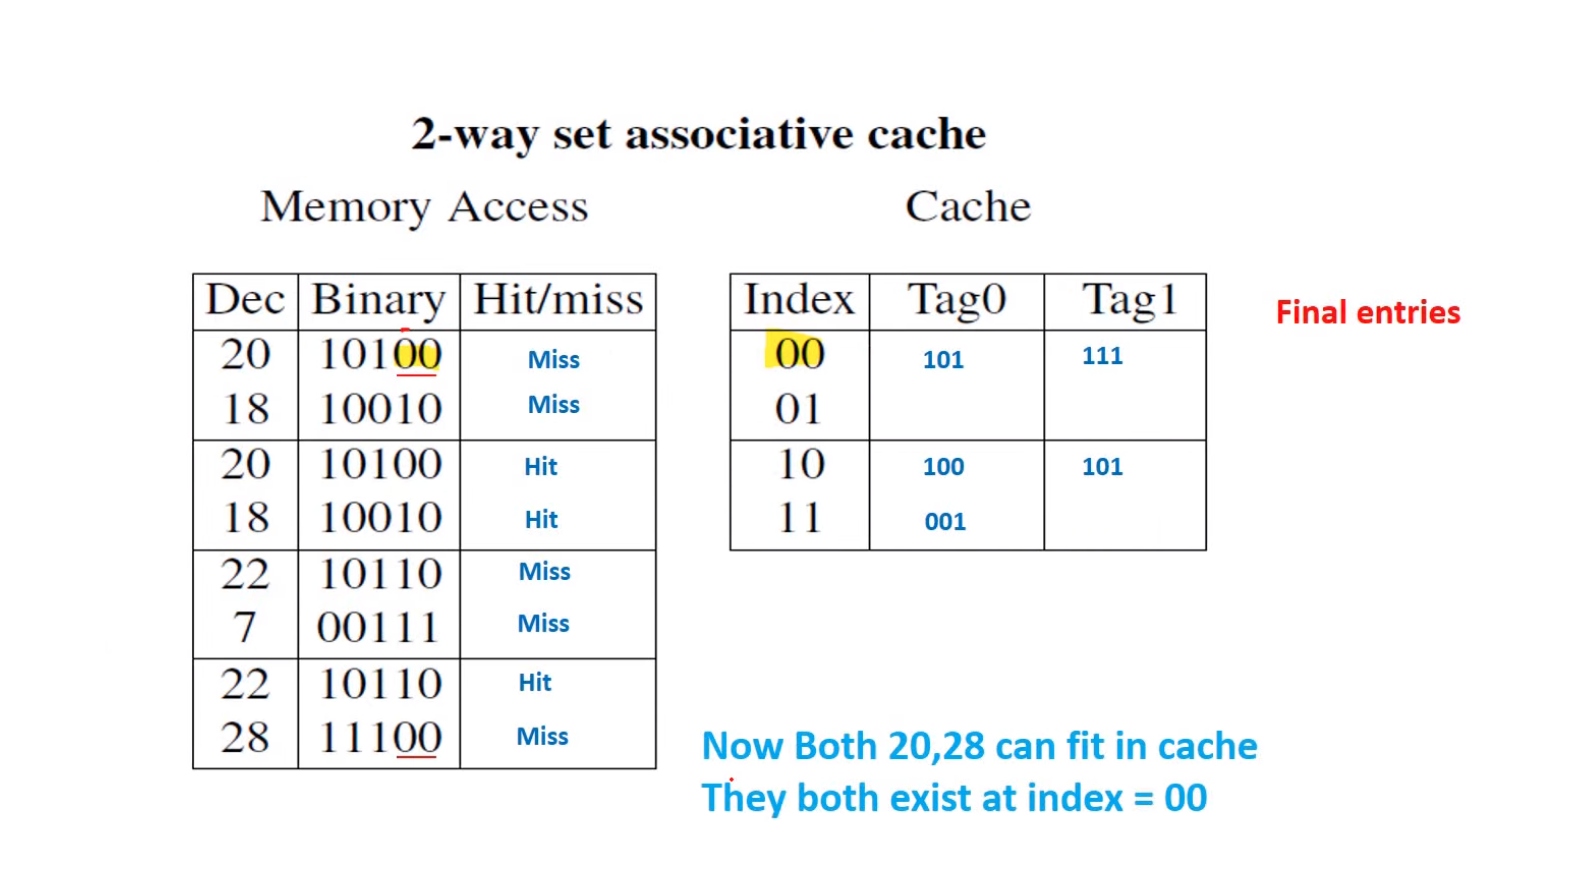 2-way set associative cache
Memory Access
Cache
Dec Binary Hit/miss
20 10100 Miss
18 10010 Miss
20 10100 Hit
18 10010 Hit
22 10110 Miss
7 00111 Miss
22 10110 Hit
28 11100 Miss
Index Tag0 Tag1
00 101 111
01
10 100 101
11 001
Final entries
Now Both 20,28 can fit in cache
They both exist at index = 00